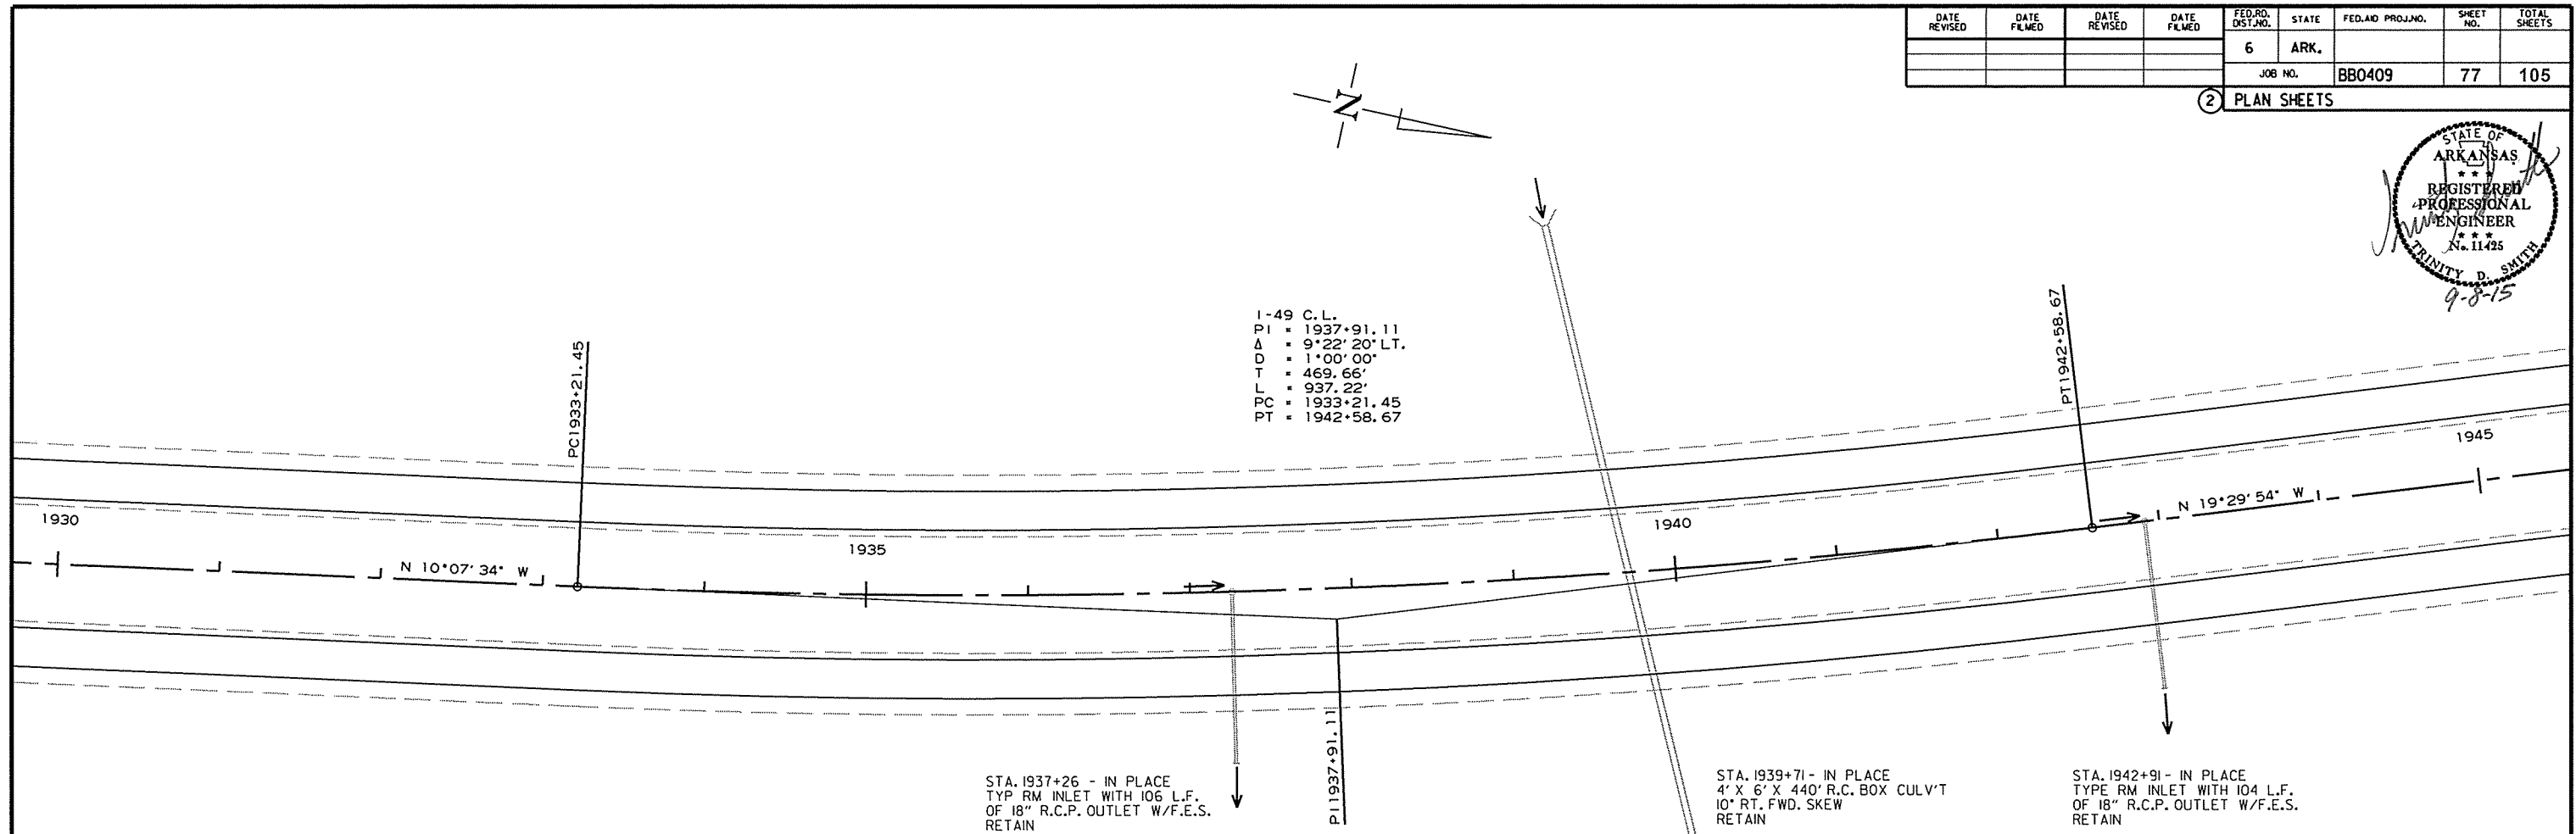 DATE REVISED
DATE FILMED
DATE REVISED
DATE FILMED
FED.RD. DIST.NO.
STATE
FED.AID PROJ.NO.
SHEET NO.
TOTAL SHEETS
6
ARK.
JOB NO.
BB0409
77
105
2
PLAN SHEETS
N
STATE OF
ARKANSAS
★ ★ ★
REGISTERED
PROFESSIONAL
ENGINEER
★ ★ ★
No. 11425
TRINITY D. SMITH
9-8-15
I-49 C.L.
PI = 1937+91.11
Δ = 9°22'20" LT.
D = 1°00'00"
T = 469.66'
L = 937.22'
PC = 1933+21.45
PT = 1942+58.67
PC1933+21.45
PT1942+58.67
1930
1935
1940
1945
N 10°07'34" W
N 19°29'54" W
PI1937+91.11
STA. 1937+26 - IN PLACE
TYP RM INLET WITH 106 L.F.
OF 18" R.C.P. OUTLET W/F.E.S.
RETAIN
STA. 1939+71 - IN PLACE
4' X 6' X 440' R.C. BOX CULV'T
10° RT. FWD. SKEW
RETAIN
STA. 1942+91 - IN PLACE
TYPE RM INLET WITH 104 L.F.
OF 18" R.C.P. OUTLET W/F.E.S.
RETAIN